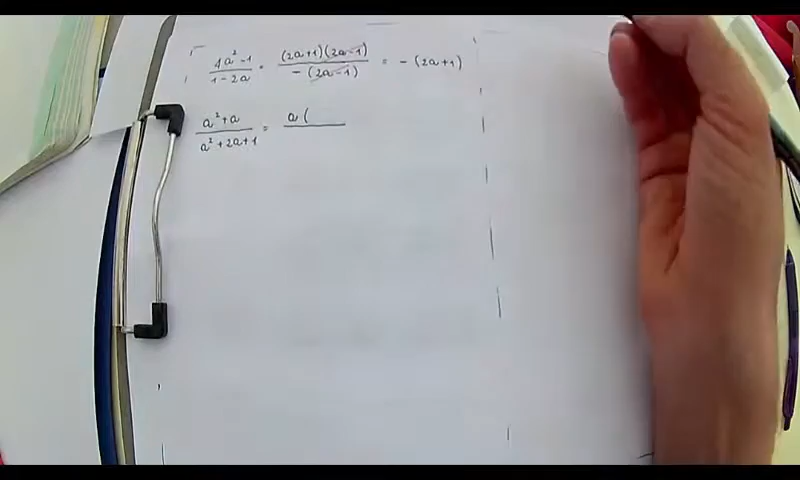 4a²-1 / 1-2a = (2a+1)(2a-1) / -(2a-1) = -(2a+1)
a²+a / a²+2a+1 = a(